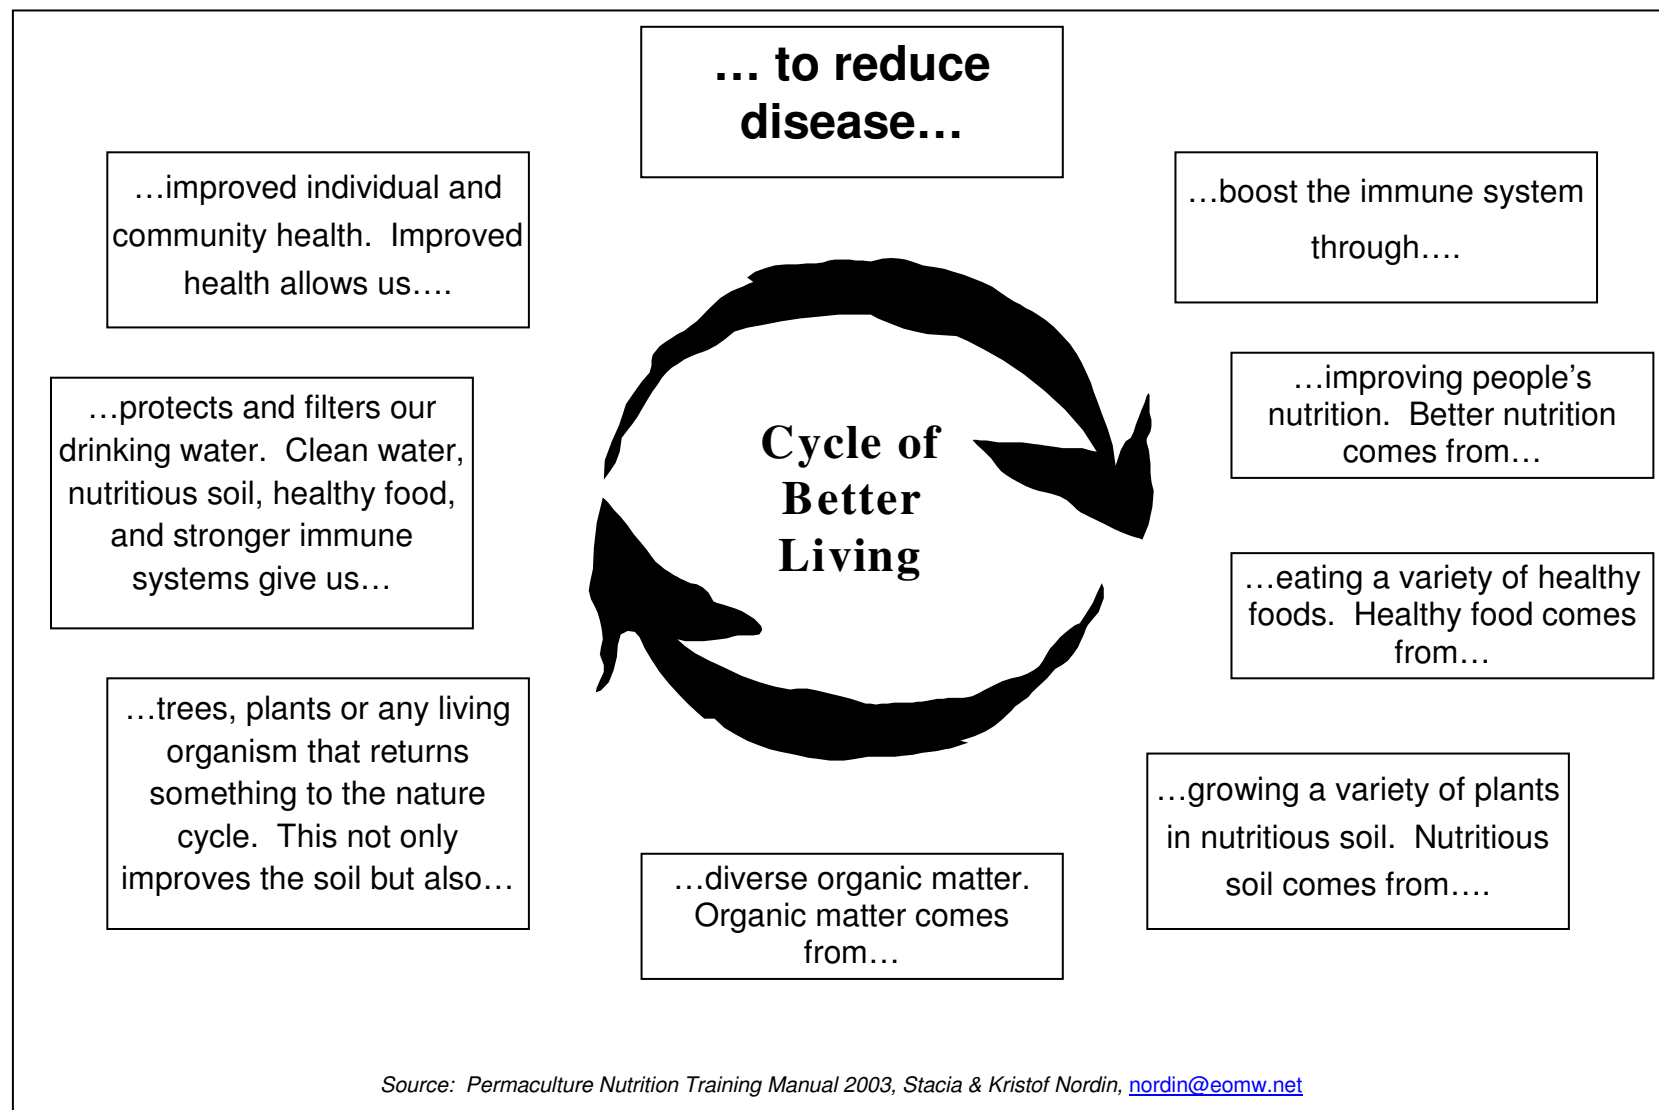 … to reduce
disease…
…boost the immune system
through….
…improving people’s
nutrition.  Better nutrition
comes from…
…eating a variety of healthy
foods.  Healthy food comes
from…
…growing a variety of plants
in nutritious soil.  Nutritious
soil comes from….
…diverse organic matter.
Organic matter comes
from…
…trees, plants or any living
organism that returns
something to the nature
cycle.  This not only
improves the soil but also…
…protects and filters our
drinking water.  Clean water,
nutritious soil, healthy food,
and stronger immune
systems give us…
…improved individual and
community health.  Improved
health allows us….
Cycle of
Better
Living
Source:  Permaculture Nutrition Training Manual 2003, Stacia & Kristof Nordin, nordin@eomw.net